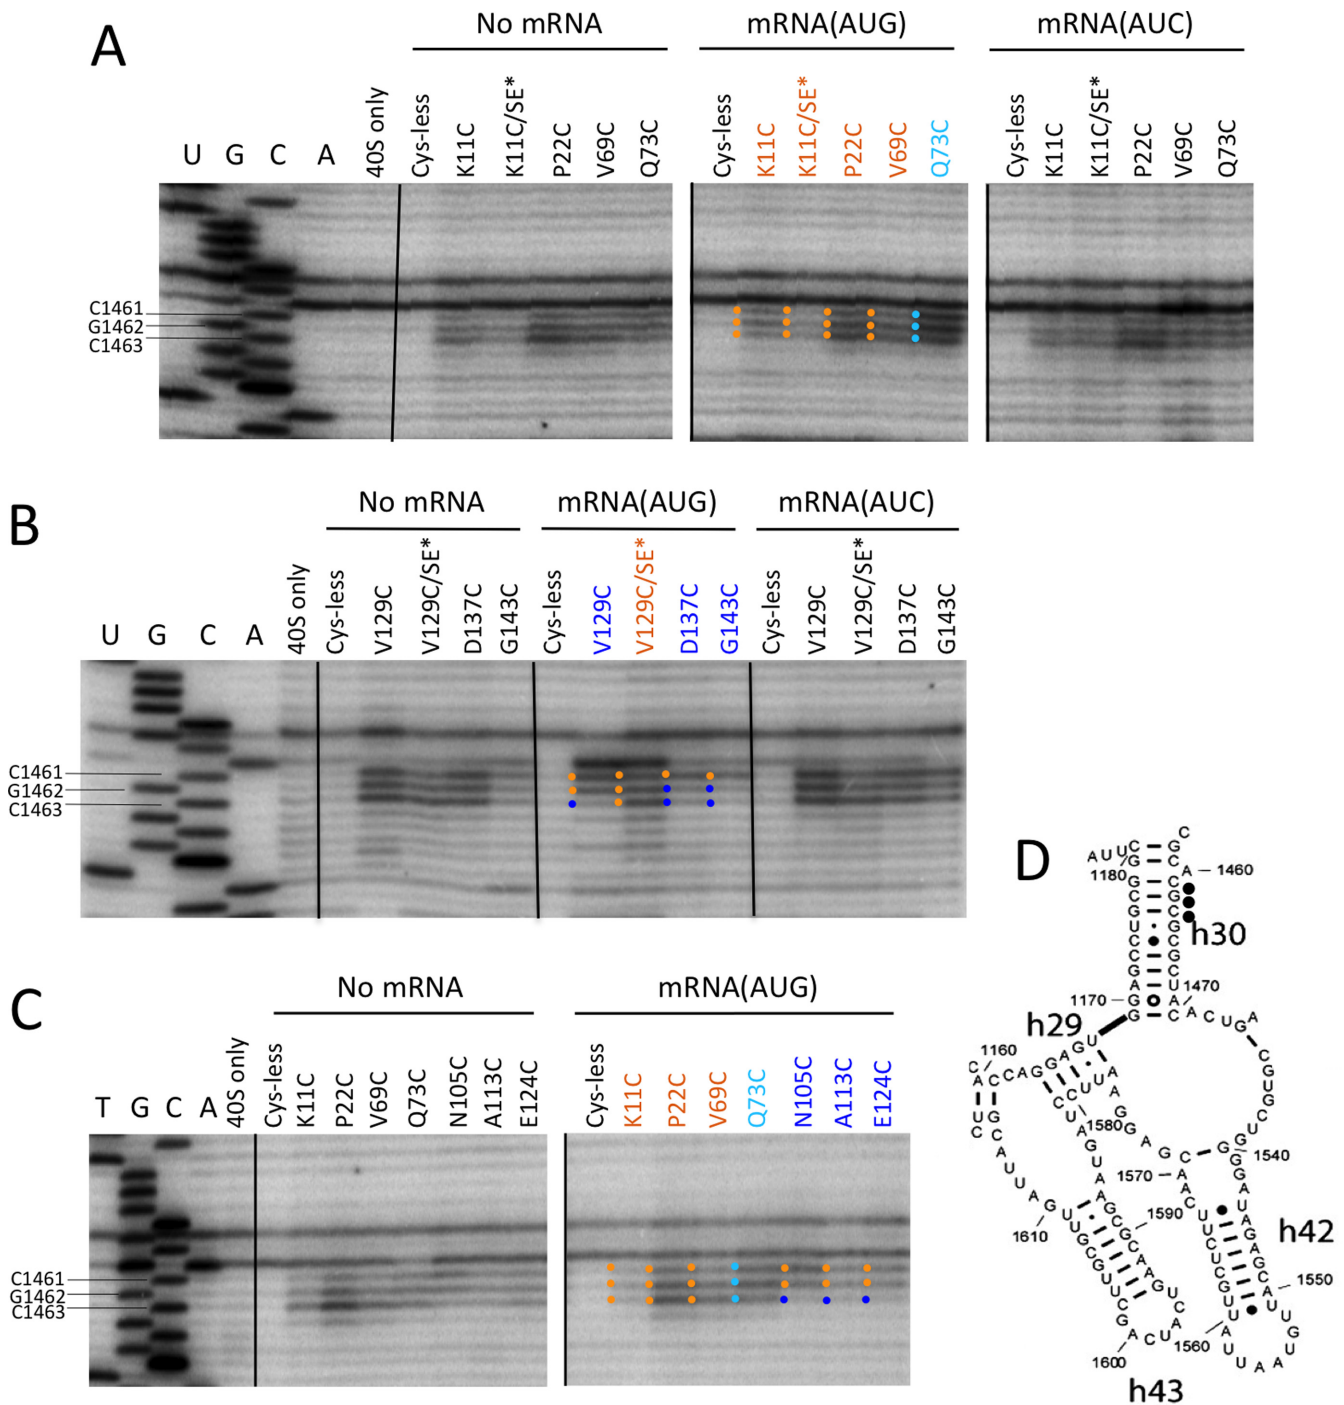 A
No mRNA
mRNA(AUG)
mRNA(AUC)
U G C A 40S only Cys-less K11C K11C/SE* P22C V69C Q73C Cys-less K11C K11C/SE* P22C V69C Q73C Cys-less K11C K11C/SE* P22C V69C Q73C
C1461
G1462
C1463
B
No mRNA
mRNA(AUG)
mRNA(AUC)
U G C A 40S only Cys-less V129C V129C/SE* D137C G143C Cys-less V129C V129C/SE* D137C G143C Cys-less V129C V129C/SE* D137C G143C
C1461
G1462
C1463
C
No mRNA
mRNA(AUG)
T G C A 40S only Cys-less K11C P22C V69C Q73C N105C A113C E124C Cys-less K11C P22C V69C Q73C N105C A113C E124C
C1461
G1462
C1463
D
1180
1460
h30
1170
1470
h29
1160
1580
1540
1570
1590
1610
h42
1550
1560
1600
h43